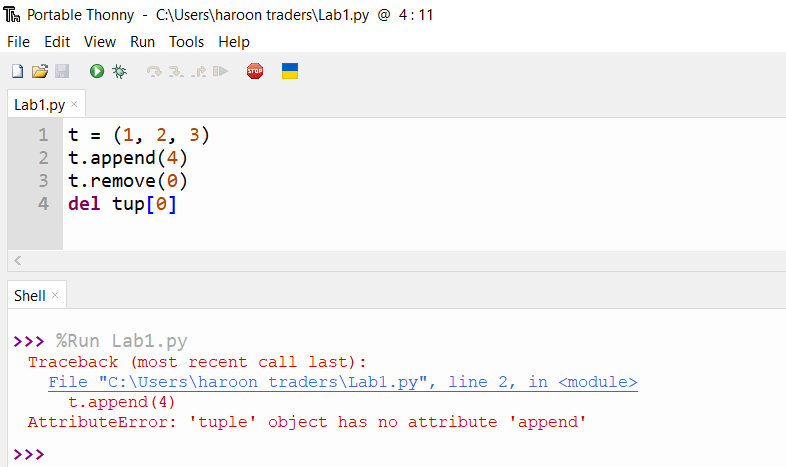 Portable Thonny - C:\Users\haroon traders\Lab1.py @ 4:11
File Edit View Run Tools Help
STOP
Lab1.py ×
1 t = (1, 2, 3)
2 t.append(4)
3 t.remove(0)
4 del tup[0]
Shell ×
>>> %Run Lab1.py
Traceback (most recent call last):
File "C:\Users\haroon traders\Lab1.py", line 2, in <module>
t.append(4)
AttributeError: 'tuple' object has no attribute 'append'
>>>